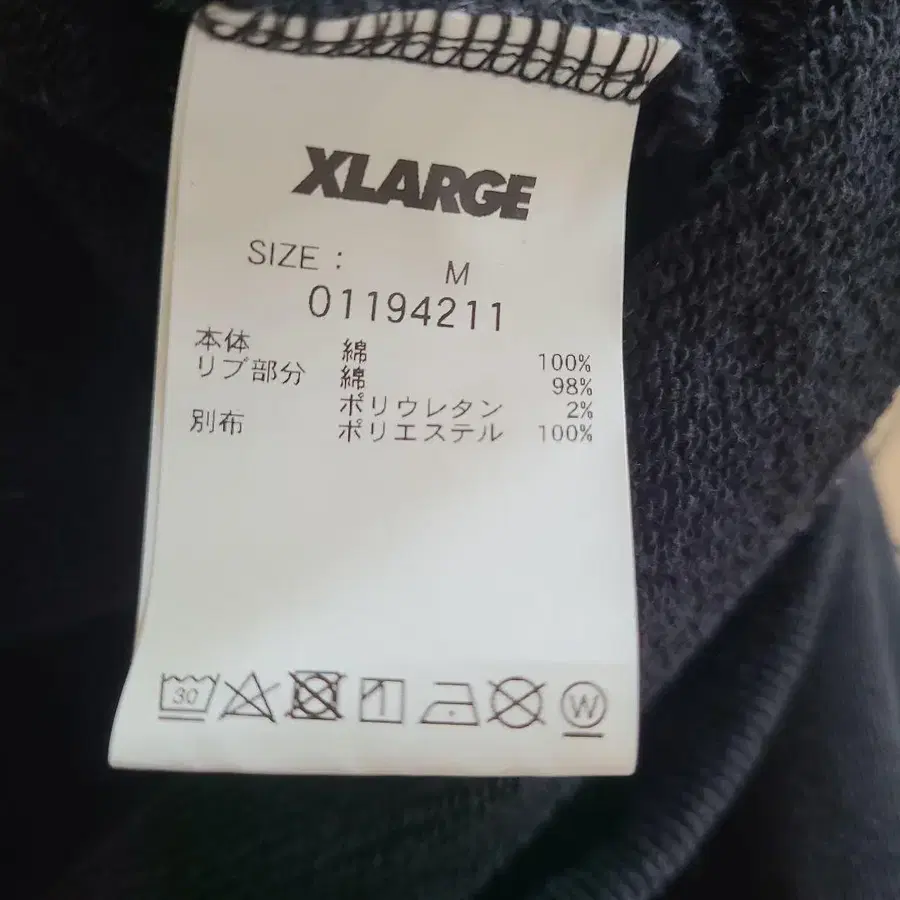 XLARGE
SIZE : M
01194211
本体 綿 100%
リブ部分 綿 98%
ポリウレタン 2%
別布 ポリエステル 100%
30
W